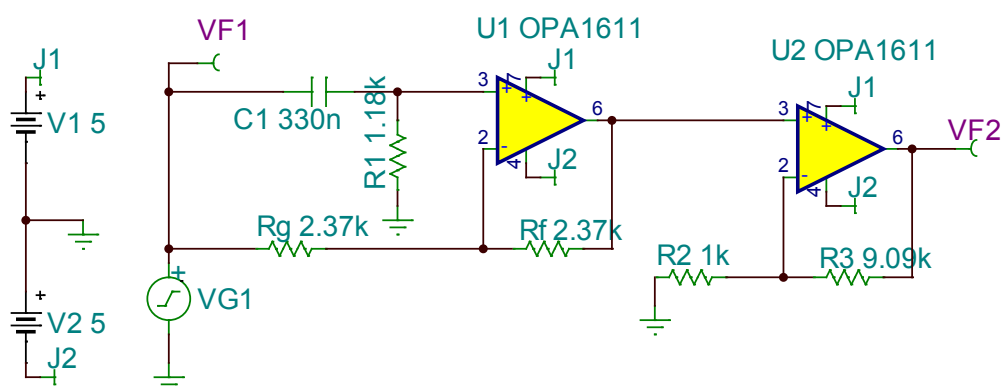 VF1
U1 OPA1611
U2 OPA1611
J1
J1
J1
VF2
V1 5
C1 330n
R1 1.18k
3
7
6
2
4
J2
3
7
6
2
4
J2
+
+
+
-
+
+
-
+
+
Rg 2.37k
Rf 2.37k
R2 1k
R3 9.09k
VG1
V2 5
J2